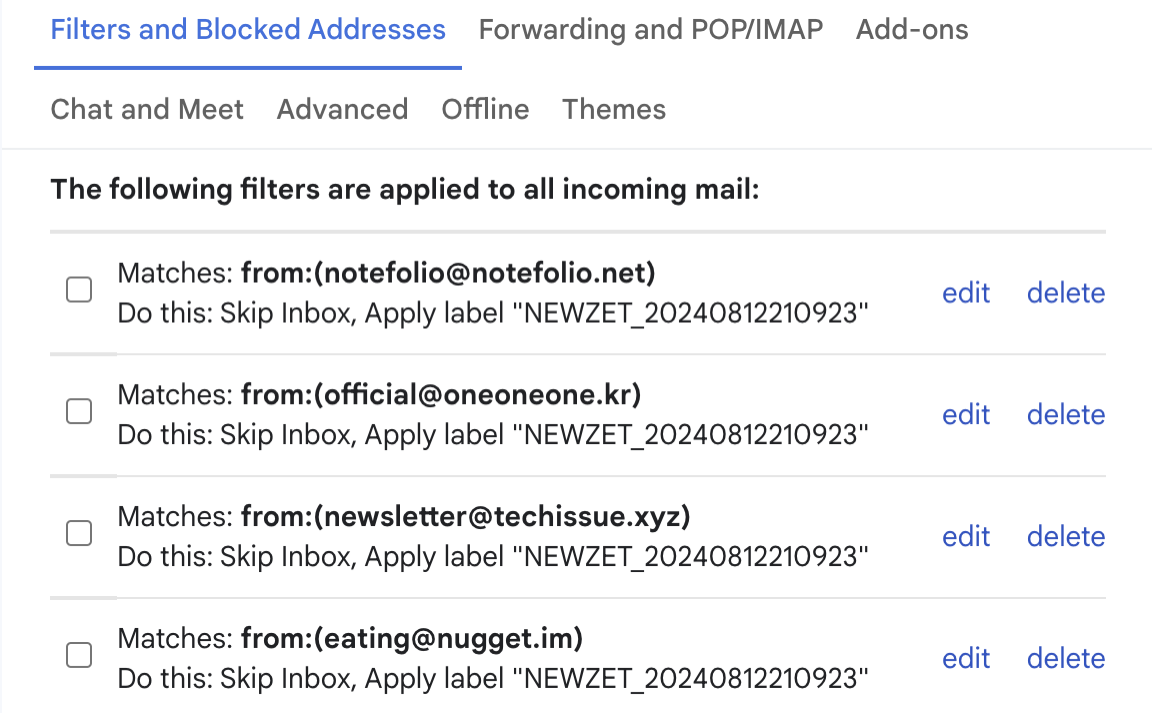 Filters and Blocked Addresses Forwarding and POP/IMAP Add-ons
Chat and Meet Advanced Offline Themes
The following filters are applied to all incoming mail:
Matches: from:(notefolio@notefolio.net)
Do this: Skip Inbox, Apply label "NEWZET_20240812210923"
edit delete
Matches: from:(official@oneoneone.kr)
Do this: Skip Inbox, Apply label "NEWZET_20240812210923"
edit delete
Matches: from:(newsletter@techissue.xyz)
Do this: Skip Inbox, Apply label "NEWZET_20240812210923"
edit delete
Matches: from:(eating@nugget.im)
Do this: Skip Inbox, Apply label "NEWZET_20240812210923"
edit delete